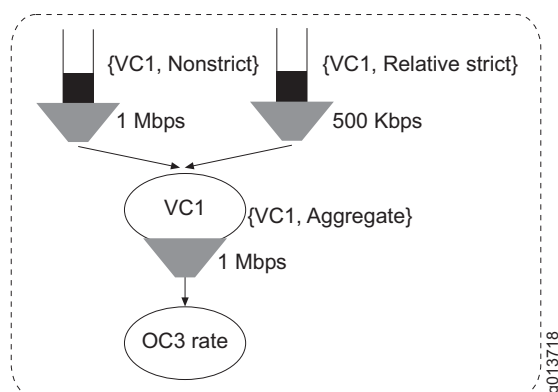 {VC1, Nonstrict}
{VC1, Relative strict}
1 Mbps
500 Kbps
VC1
{VC1, Aggregate}
1 Mbps
OC3 rate
g013718